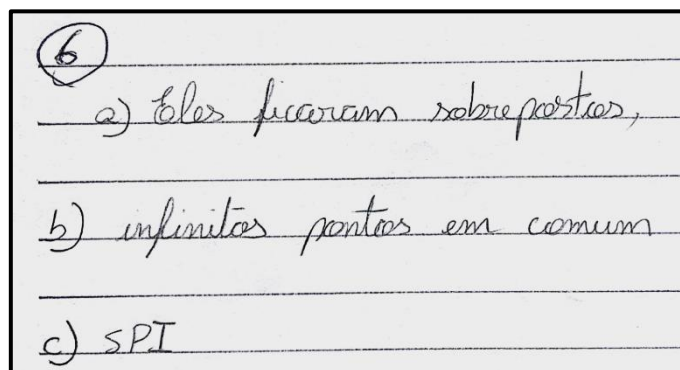 6
a) Eles ficaram sobrepostos,
b) infinitos pontos em comum
c) SPI